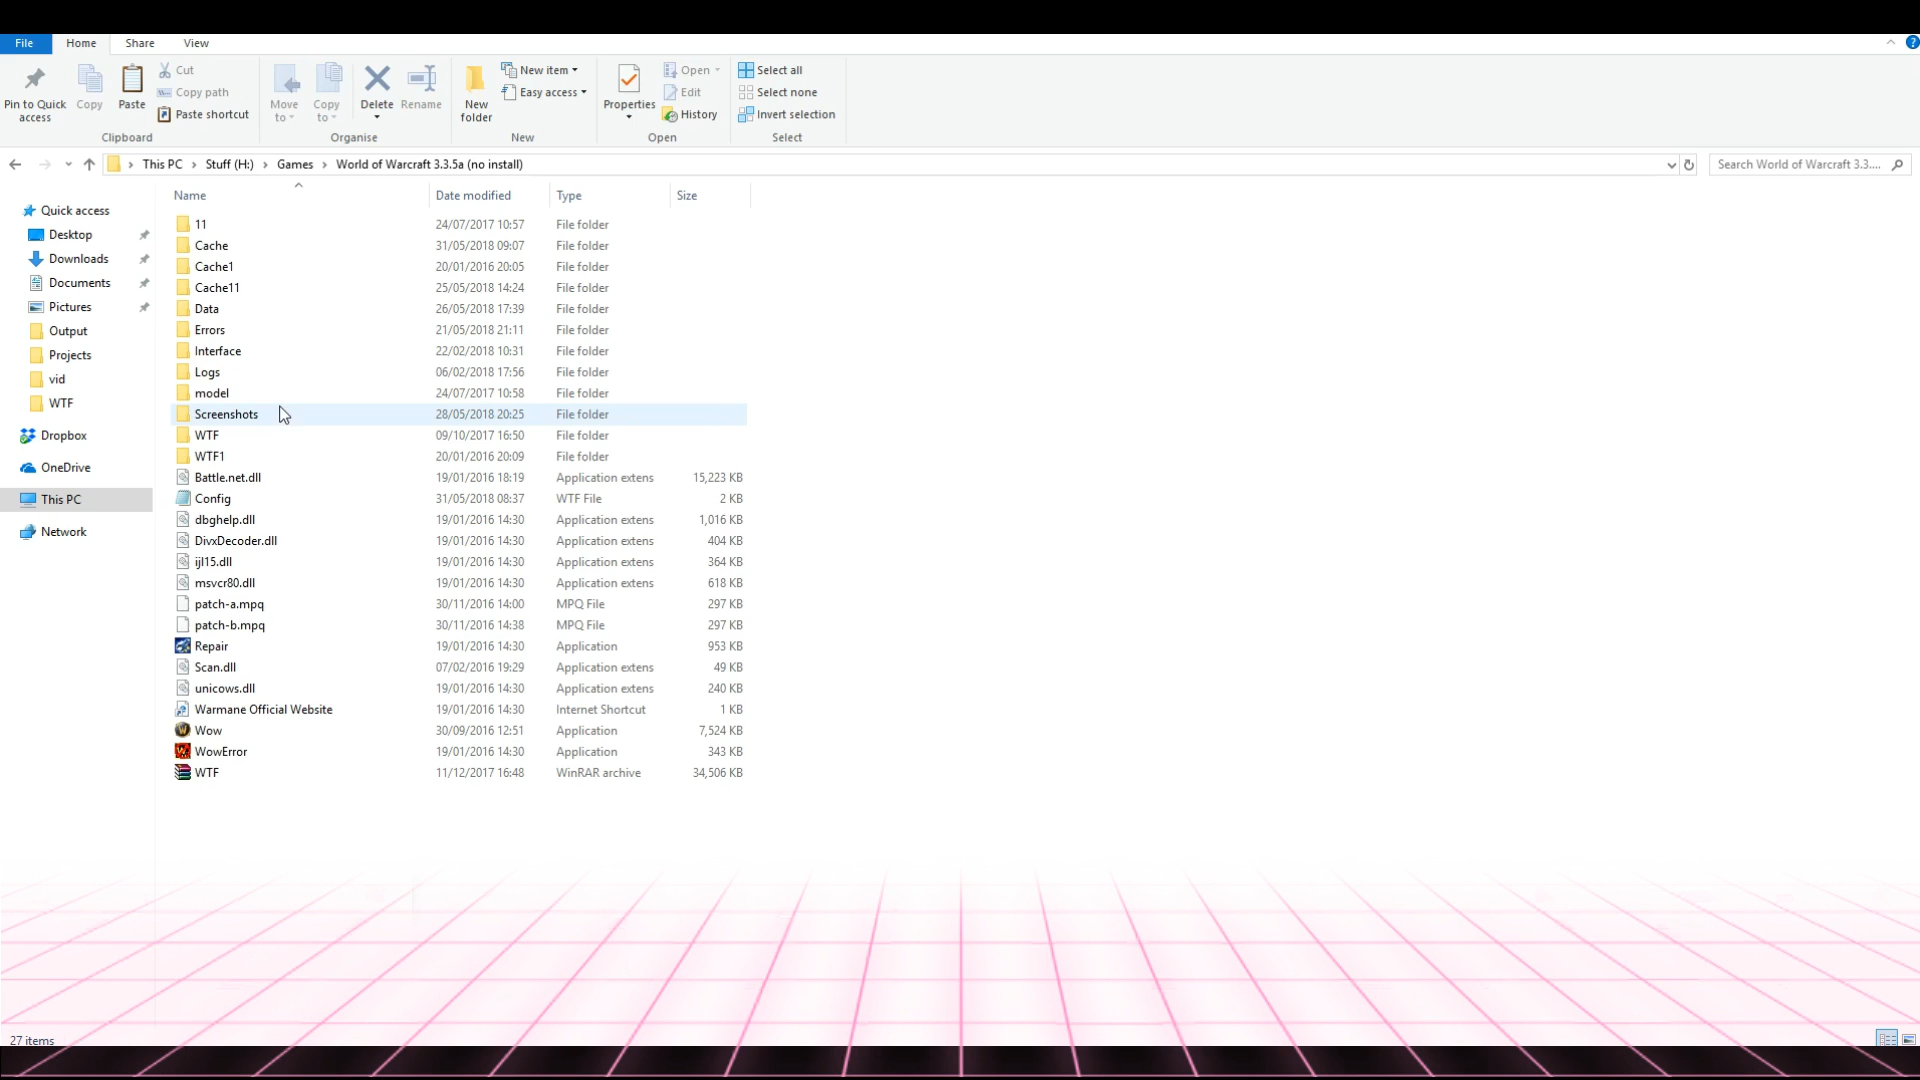 File Home Share View
Pin to Quick access
Copy
Paste
Cut
Copy path
Paste shortcut
Clipboard
Move to
Copy to
Delete
Rename
Organise
New folder
New item
Easy access
New
Properties
Open
Edit
History
Open
Select all
Select none
Invert selection
Select
This PC > Stuff (H:) > Games > World of Warcraft 3.3.5a (no install)
Search World of Warcraft 3.3....
Quick access
Desktop
Downloads
Documents
Pictures
Output
Projects
vid
WTF
Dropbox
OneDrive
This PC
Network
Name Date modified Type Size
11 24/07/2017 10:57 File folder
Cache 31/05/2018 09:07 File folder
Cache1 20/01/2016 20:05 File folder
Cache11 25/05/2018 14:24 File folder
Data 26/05/2018 17:39 File folder
Errors 21/05/2018 21:11 File folder
Interface 22/02/2018 10:31 File folder
Logs 06/02/2018 17:56 File folder
model 24/07/2017 10:58 File folder
Screenshots 28/05/2018 20:25 File folder
WTF 09/10/2017 16:50 File folder
WTF1 20/01/2016 20:09 File folder
Battle.net.dll 19/01/2016 18:19 Application extens 15,223 KB
Config 31/05/2018 08:37 WTF File 2 KB
dbghelp.dll 19/01/2016 14:30 Application extens 1,016 KB
DivxDecoder.dll 19/01/2016 14:30 Application extens 404 KB
ijl15.dll 19/01/2016 14:30 Application extens 364 KB
msvcr80.dll 19/01/2016 14:30 Application extens 618 KB
patch-a.mpq 30/11/2016 14:00 MPQ File 297 KB
patch-b.mpq 30/11/2016 14:38 MPQ File 297 KB
Repair 19/01/2016 14:30 Application 953 KB
Scan.dll 07/02/2016 19:29 Application extens 49 KB
unicows.dll 19/01/2016 14:30 Application extens 240 KB
Warmane Official Website 19/01/2016 14:30 Internet Shortcut 1 KB
Wow 30/09/2016 12:51 Application 7,524 KB
WowError 19/01/2016 14:30 Application 343 KB
WTF 11/12/2017 16:48 WinRAR archive 34,506 KB
27 items